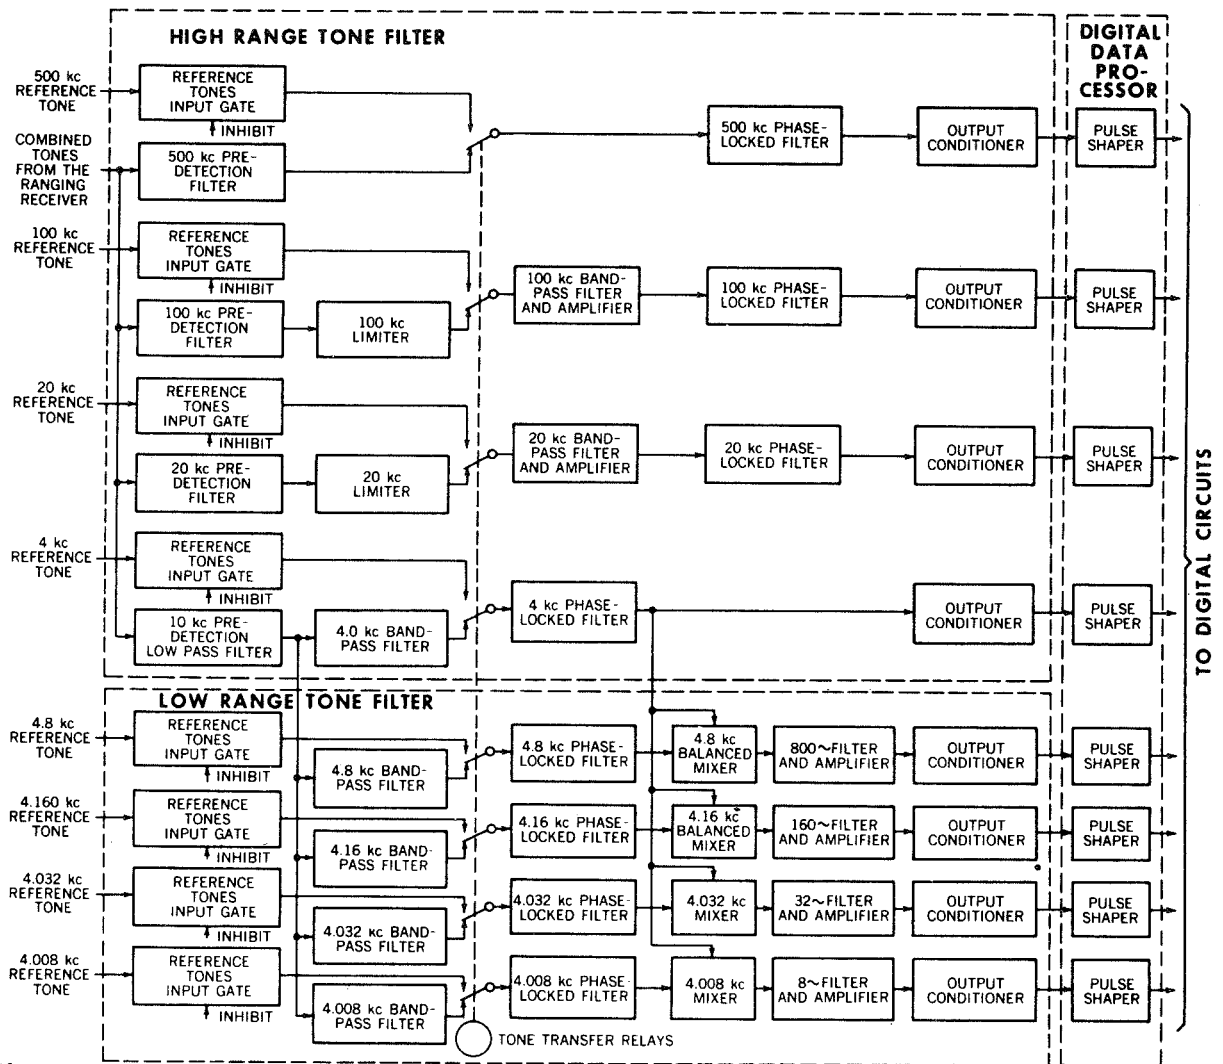 HIGH RANGE TONE FILTER
DIGITAL
DATA
PRO-
CESSOR
500 kc
REFERENCE
TONE
REFERENCE
TONES
INPUT GATE
INHIBIT
COMBINED
TONES
FROM THE
RANGING
RECEIVER
500 kc PRE-
DETECTION
FILTER
500 kc PHASE-
LOCKED FILTER
OUTPUT
CONDITIONER
PULSE
SHAPER
100 kc
REFERENCE
TONE
REFERENCE
TONES
INPUT GATE
INHIBIT
100 kc PRE-
DETECTION
FILTER
100 kc
LIMITER
100 kc BAND-
PASS FILTER
AND AMPLIFIER
100 kc PHASE-
LOCKED FILTER
OUTPUT
CONDITIONER
PULSE
SHAPER
20 kc
REFERENCE
TONE
REFERENCE
TONES
INPUT GATE
INHIBIT
20 kc PRE-
DETECTION
FILTER
20 kc
LIMITER
20 kc BAND-
PASS FILTER
AND AMPLIFIER
20 kc PHASE-
LOCKED FILTER
OUTPUT
CONDITIONER
PULSE
SHAPER
4 kc
REFERENCE
TONE
REFERENCE
TONES
INPUT GATE
INHIBIT
10 kc PRE-
DETECTION
LOW PASS FILTER
4.0 kc BAND-
PASS FILTER
4 kc PHASE-
LOCKED FILTER
OUTPUT
CONDITIONER
PULSE
SHAPER
TO DIGITAL CIRCUITS
LOW RANGE TONE FILTER
4.8 kc
REFERENCE
TONE
REFERENCE
TONES
INPUT GATE
INHIBIT
4.8 kc BAND-
PASS FILTER
4.8 kc PHASE-
LOCKED FILTER
4.8 kc
BALANCED
MIXER
800~FILTER
AND AMPLIFIER
OUTPUT
CONDITIONER
PULSE
SHAPER
4.160 kc
REFERENCE
TONE
REFERENCE
TONES
INPUT GATE
INHIBIT
4.16 kc BAND-
PASS FILTER
4.16 kc PHASE-
LOCKED FILTER
4.16 kc
BALANCED
MIXER
160~FILTER
AND AMPLIFIER
OUTPUT
CONDITIONER
PULSE
SHAPER
4.032 kc
REFERENCE
TONE
REFERENCE
TONES
INPUT GATE
INHIBIT
4.032 kc BAND-
PASS FILTER
4.032 kc PHASE-
LOCKED FILTER
4.032 kc
MIXER
32~FILTER
AND AMPLIFIER
OUTPUT
CONDITIONER
PULSE
SHAPER
4.008 kc
REFERENCE
TONE
REFERENCE
TONES
INPUT GATE
INHIBIT
4.008 kc BAND-
PASS FILTER
4.008 kc PHASE-
LOCKED FILTER
4.008 kc
MIXER
8~FILTER
AND AMPLIFIER
OUTPUT
CONDITIONER
PULSE
SHAPER
TONE TRANSFER RELAYS